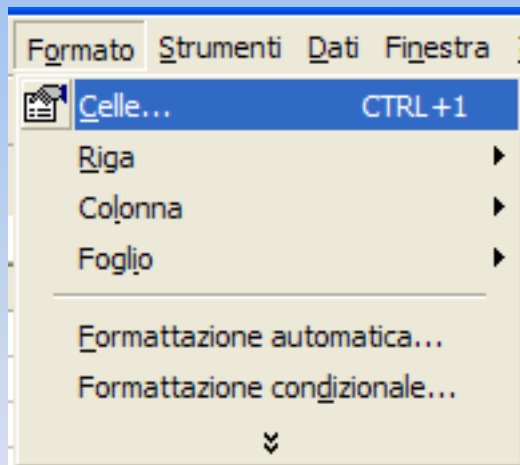 Formato Strumenti Dati Finestra
Celle... CTRL+1
Riga
Colonna
Foglio
Formattazione automatica...
Formattazione condizionale...